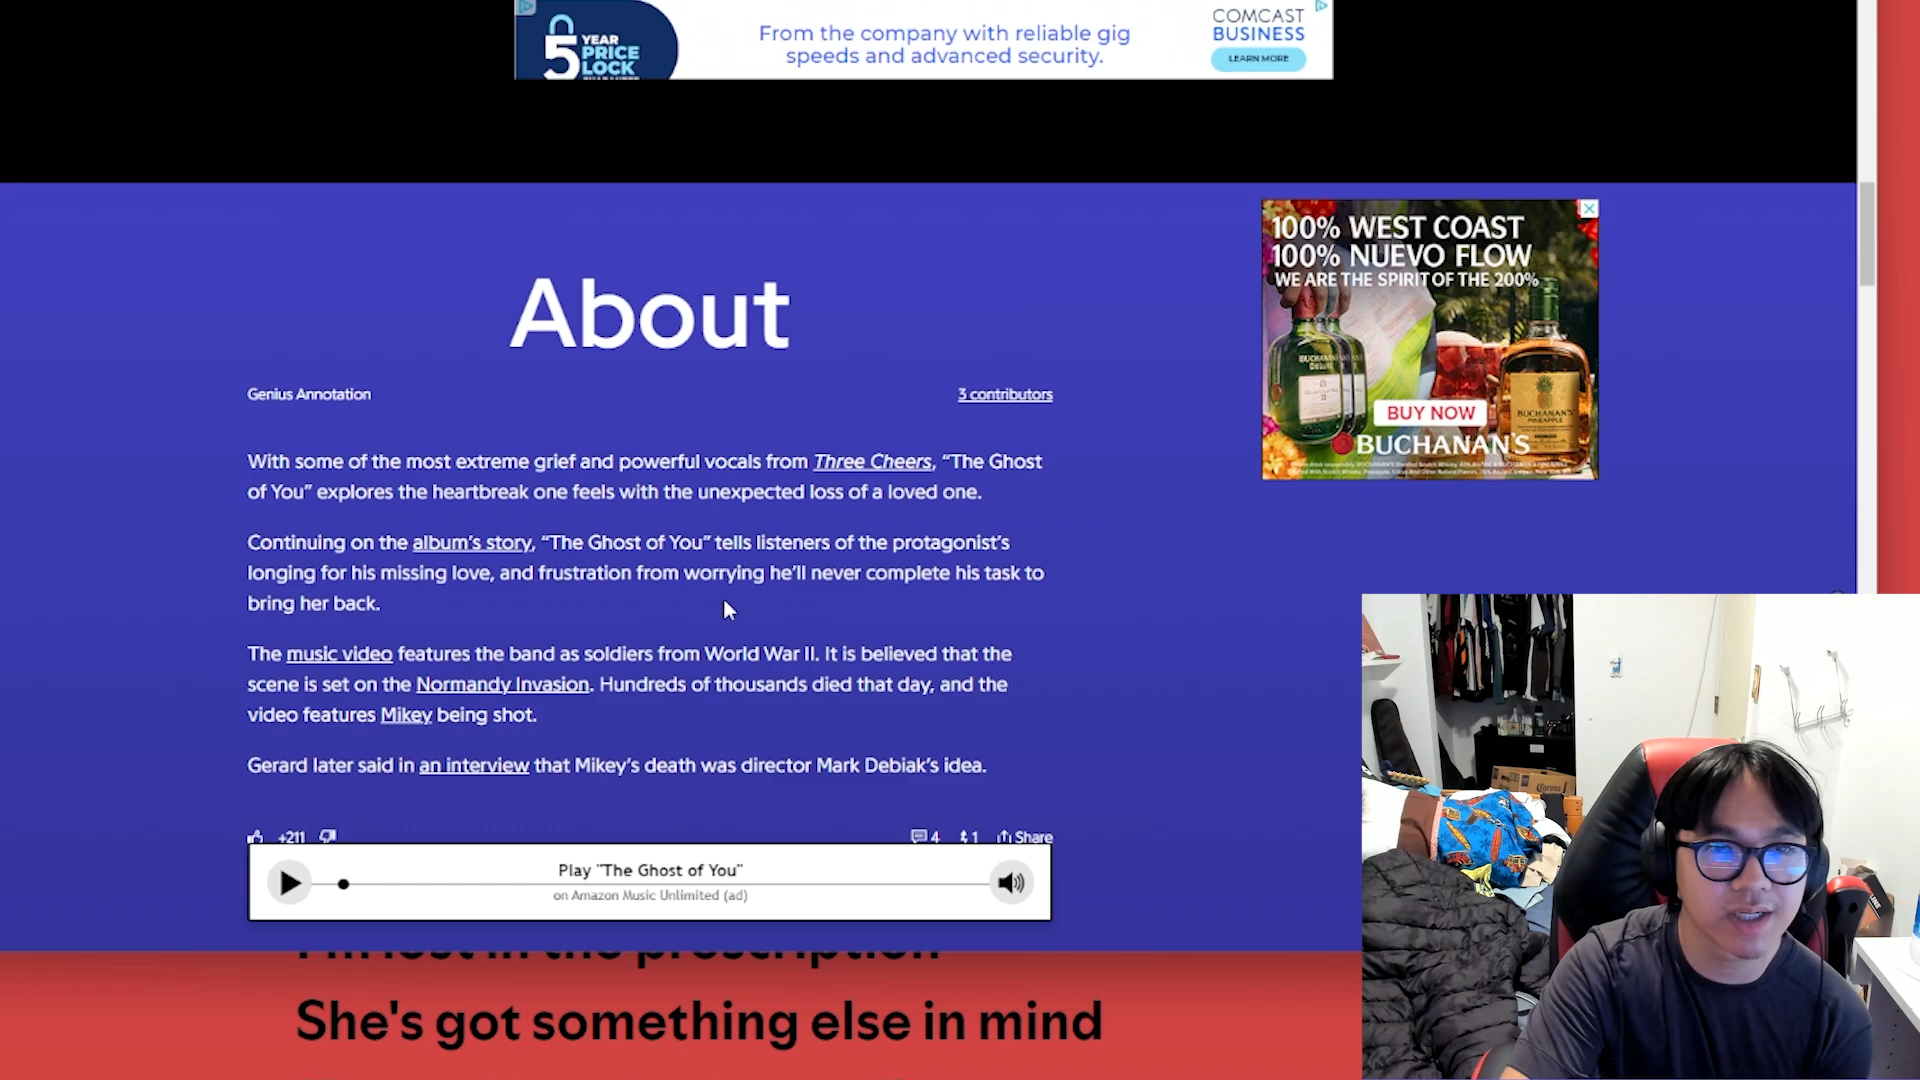 5 YEAR
PRICE
LOCK
From the company with reliable gig
speeds and advanced security.
COMCAST
BUSINESS
LEARN MORE
100% WEST COAST
100% NUEVO FLOW
WE ARE THE SPIRIT OF THE 200%
BUCHANAN'S
BUCHANAN'S
PINEAPPLE
BUY NOW
BUCHANAN'S
About
Genius Annotation
3 contributors
With some of the most extreme grief and powerful vocals from Three Cheers, “The Ghost
of You” explores the heartbreak one feels with the unexpected loss of a loved one.
Continuing on the album’s story, “The Ghost of You” tells listeners of the protagonist’s
longing for his missing love, and frustration from worrying he’ll never complete his task to
bring her back.
The music video features the band as soldiers from World War II. It is believed that the
scene is set on the Normandy Invasion. Hundreds of thousands died that day, and the
video features Mikey being shot.
Gerard later said in an interview that Mikey’s death was director Mark Debiak’s idea.
+211
4
1
Share
Play "The Ghost of You"
on Amazon Music Unlimited (ad)
I'm lost in the prescription
She's got something else in mind
Corona